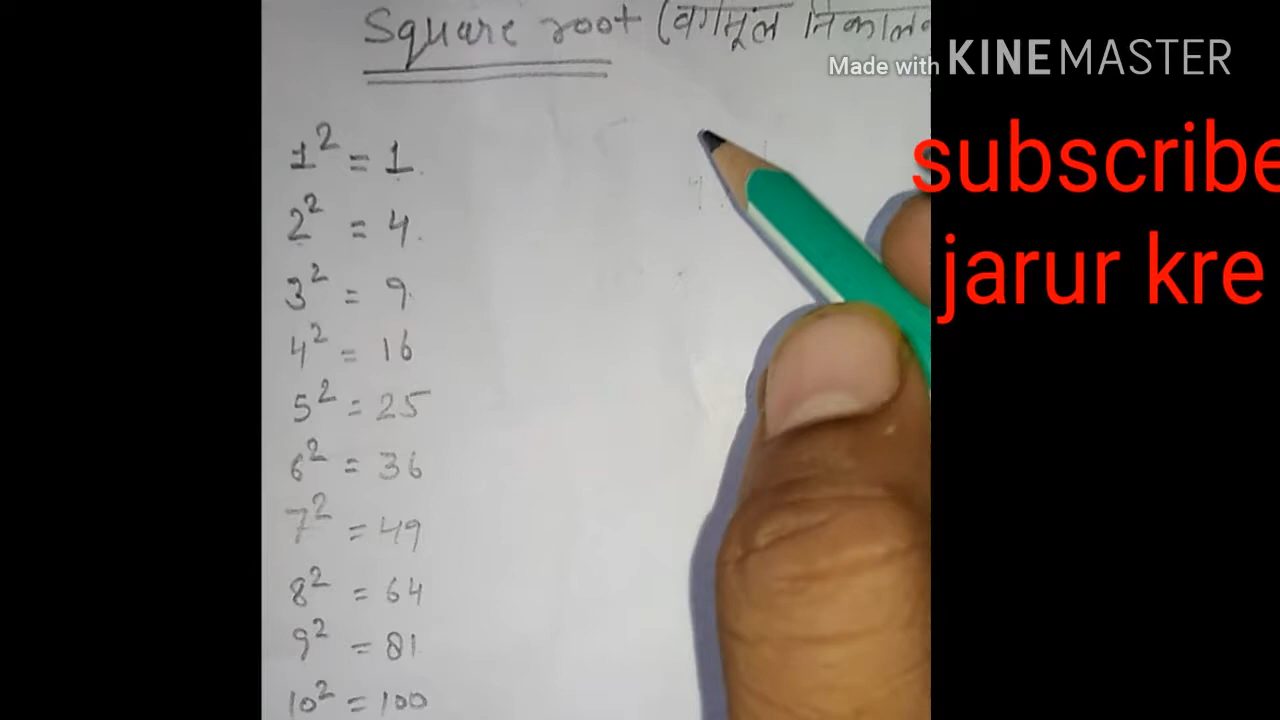 Square root (वर्गमूल
Made with KINEMASTER
subscribe
jarur kre
1² = 1
2² = 4
3² = 9
4² = 16
5² = 25
6² = 36
7² = 49
8² = 64
9² = 81
10² = 100